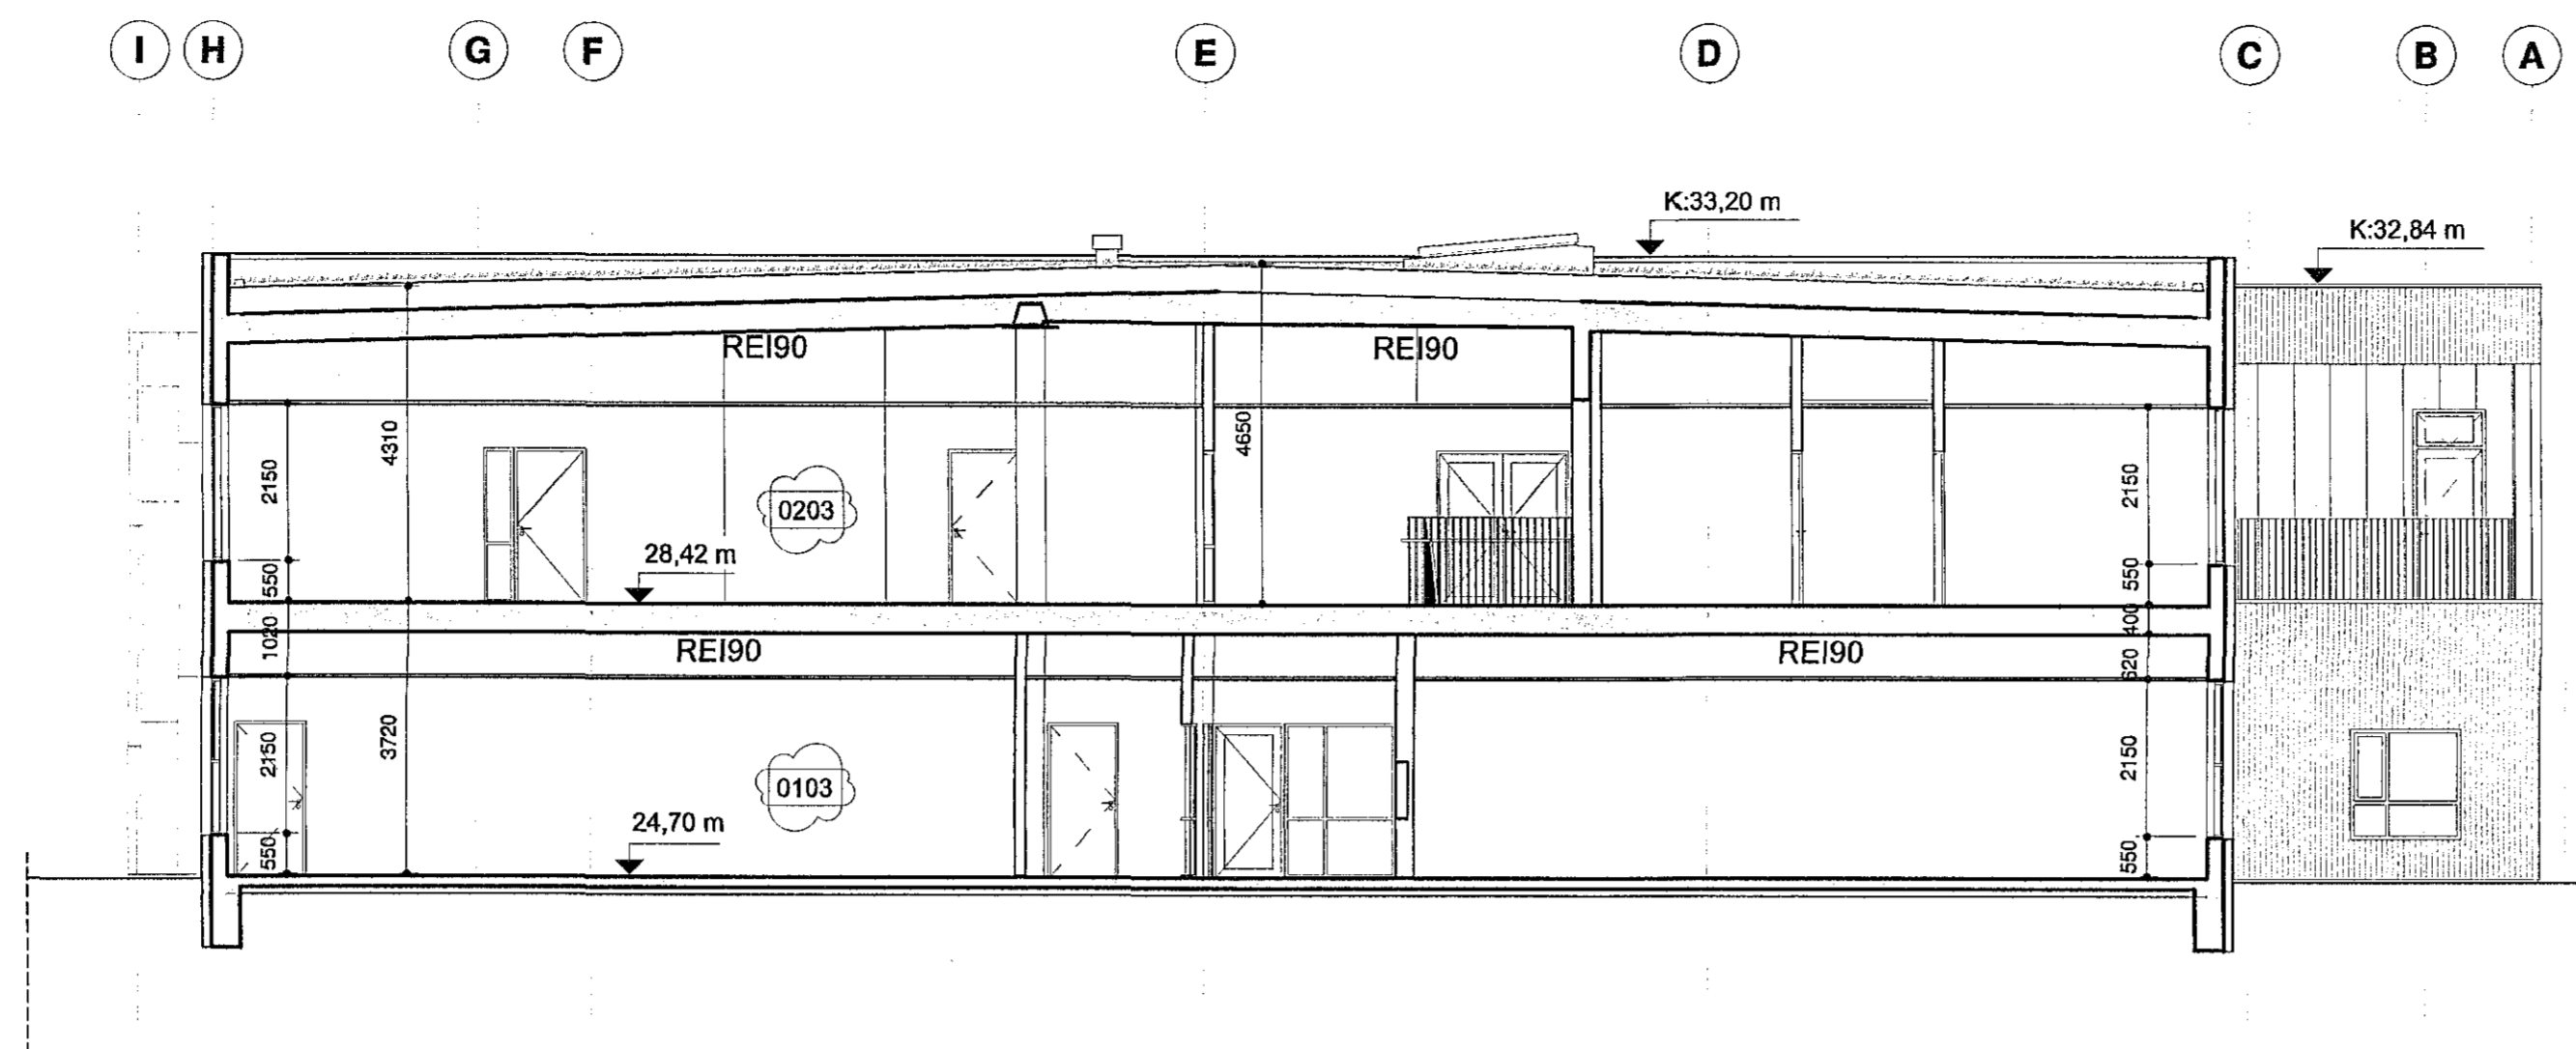 I H G F E D C B A
K:33,20 m
K:32,84 m
REI90 REI90
4310 4650
2150 2150
0203
28,42 m
550 550
1020 400
REI90 REI90
620
3720
2150 2150
0103
24,70 m
550 550